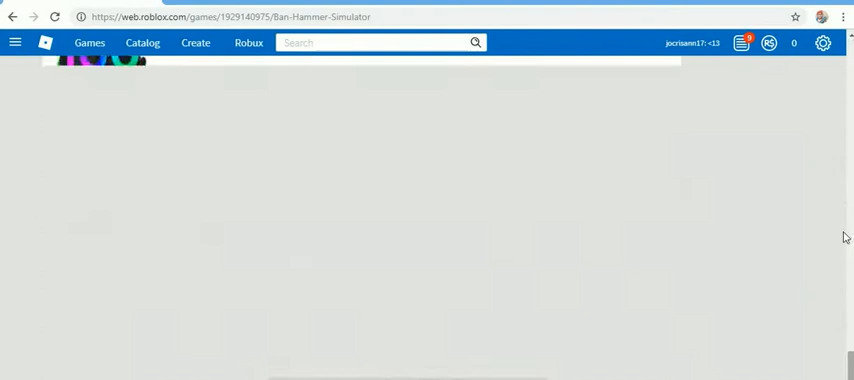 https://web.roblox.com/games/1929140975/Ban-Hammer-Simulator
Games Catalog Create Robux Search jocrisann17: <13 9 R$ 0